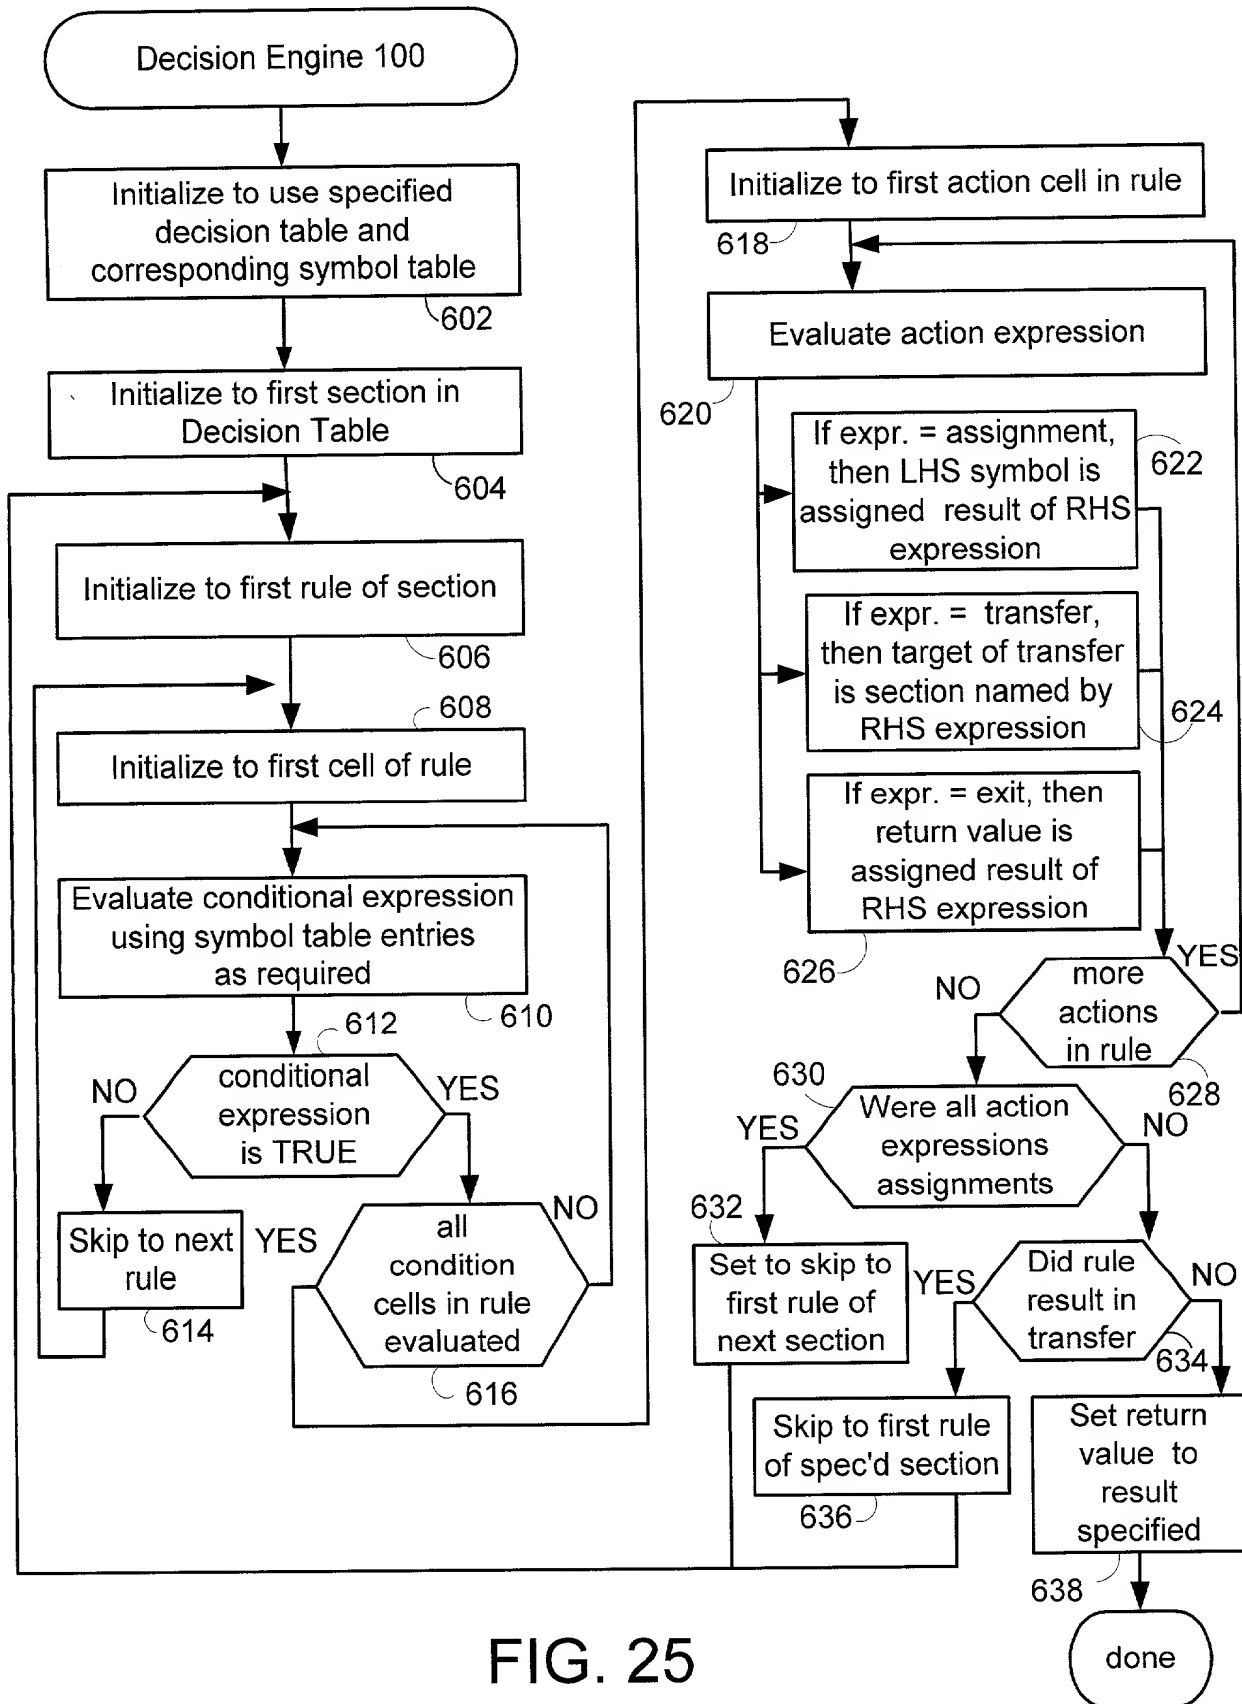 Decision Engine 100
Initialize to use specified
decision table and
corresponding symbol table
602
Initialize to first section in
Decision Table
604
Initialize to first rule of section
606
608
Initialize to first cell of rule
Evaluate conditional expression
using symbol table entries
as required
610
612
conditional
expression
is TRUE
NO
YES
Skip to next
rule
614
YES
all
condition
cells in rule
evaluated
NO
616
Initialize to first action cell in rule
618
Evaluate action expression
620
If expr. = assignment,
then LHS symbol is
assigned result of RHS
expression
622
If expr. = transfer,
then target of transfer
is section named by
RHS expression
624
If expr. = exit, then
return value is
assigned result of
RHS expression
626
YES
NO
more
actions
in rule
628
630
YES
Were all action
expressions
assignments
NO
632
Set to skip to
first rule of
next section
YES
Did rule
result in
transfer
NO
634
Skip to first rule
of spec'd section
636
Set return
value to
result
specified
638
done
FIG. 25